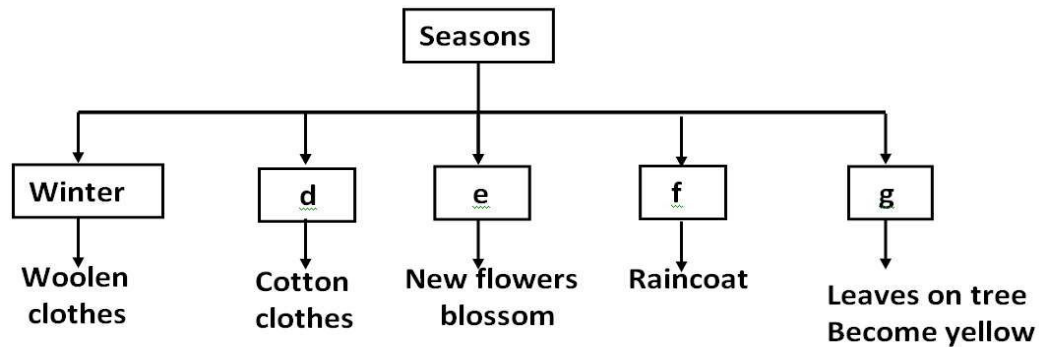 Seasons
Winter
d
e
f
g
Woolen
clothes
Cotton
clothes
New flowers
blossom
Raincoat
Leaves on tree
Become yellow